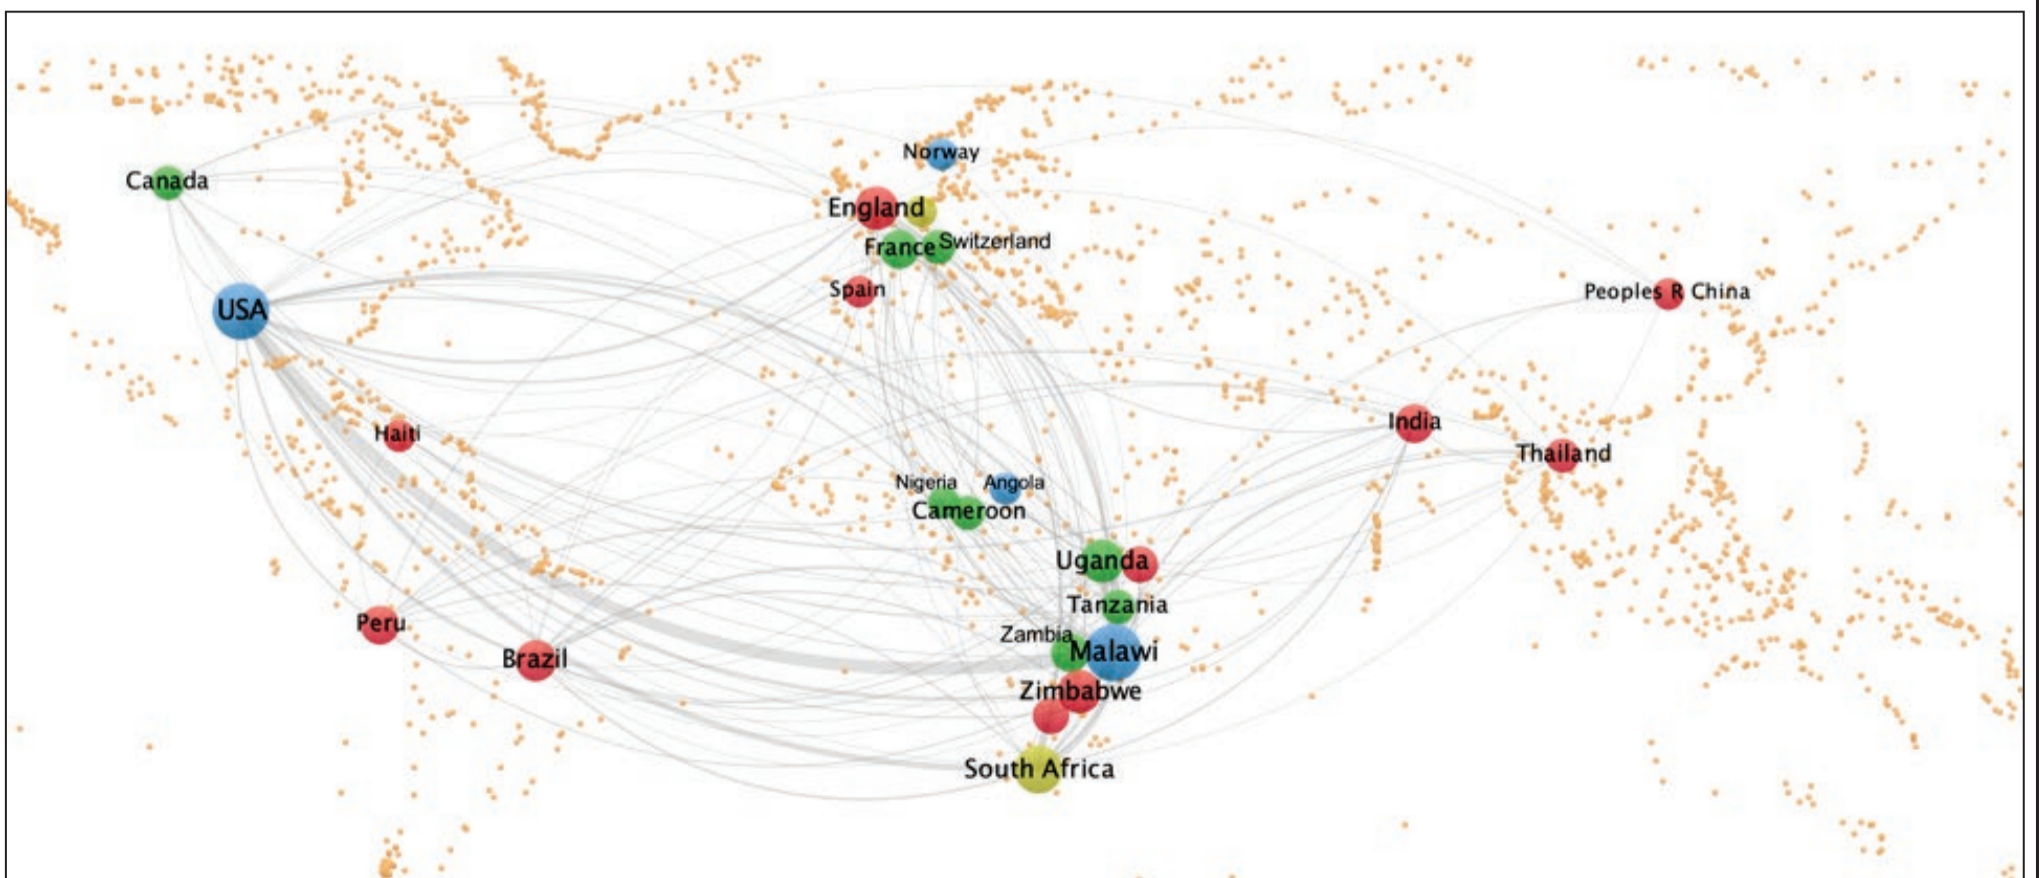 Norway
Canada
England
Switzerland
France
Spain
Peoples R China
USA
India
Haiti
Thailand
Nigeria
Angola
Cameroon
Uganda
Tanzania
Peru
Zambia
Malawi
Brazil
Zimbabwe
South Africa